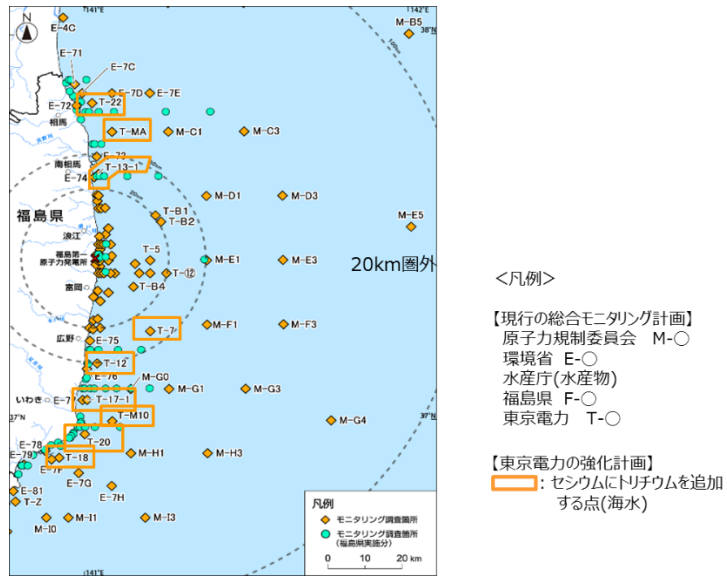 141°E
142°E
N
E-4C
M-B5
38°N
E-71
E-7C
E-7D
E-7E
E-72
T-22
相馬
T-MA
M-C1
M-C3
E-73
南相馬
T-13-1
E-74
M-D1
M-D3
T-B1
T-B2
M-E5
福島県
浪江
T-5
福島第一
原子力発電所
M-E1
M-E3
20km圏外
T-⑫
富岡
T-B4
T-7
M-F1
M-F3
広野
E-75
T-12
E-76
M-G0
M-G1
M-G3
いわき
T-17-1
37°N
T-M10
M-G4
37°N
T-20
E-78
E-79
E-7F
T-18
M-H1
M-H3
E-7G
E-7H
E-81
T-Z
M-I0
M-I1
M-I3
凡例
モニタリング調査箇所
モニタリング調査箇所
(福島県実施分)
0 10 20 km
141°E
<凡例>
【現行の総合モニタリング計画】
原子力規制委員会 M-○
環境省 E-○
水産庁(水産物)
福島県 F-○
東京電力 T-○
【東京電力の強化計画】
: セシウムにトリチウムを追加
する点(海水)